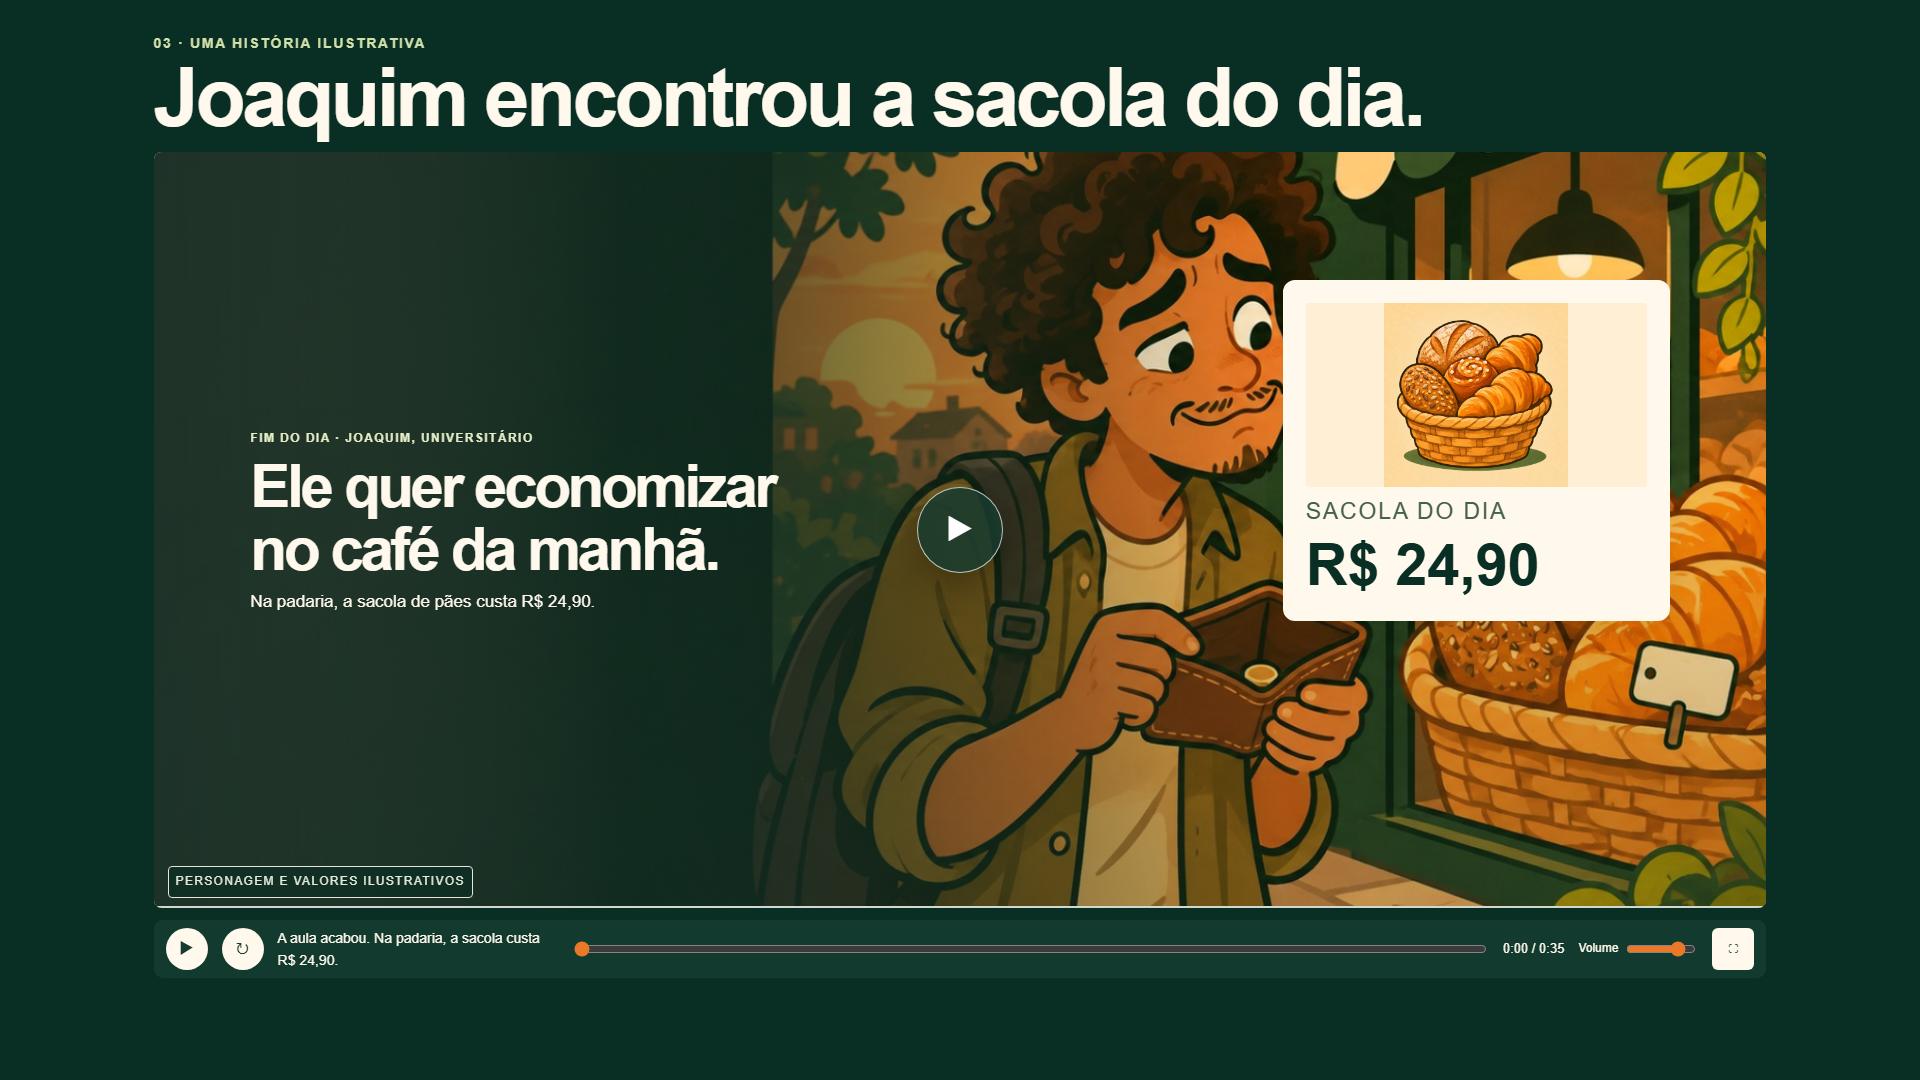 03 · UMA HISTÓRIA ILUSTRATIVA
Joaquim encontrou a sacola do dia.
FIM DO DIA · JOAQUIM, UNIVERSITÁRIO
Ele quer economizar
no café da manhã.
Na padaria, a sacola de pães custa R$ 24,90.
SACOLA DO DIA
R$ 24,90
PERSONAGEM E VALORES ILUSTRATIVOS
A aula acabou. Na padaria, a sacola custa
R$ 24,90.
0:00 / 0:35
Volume